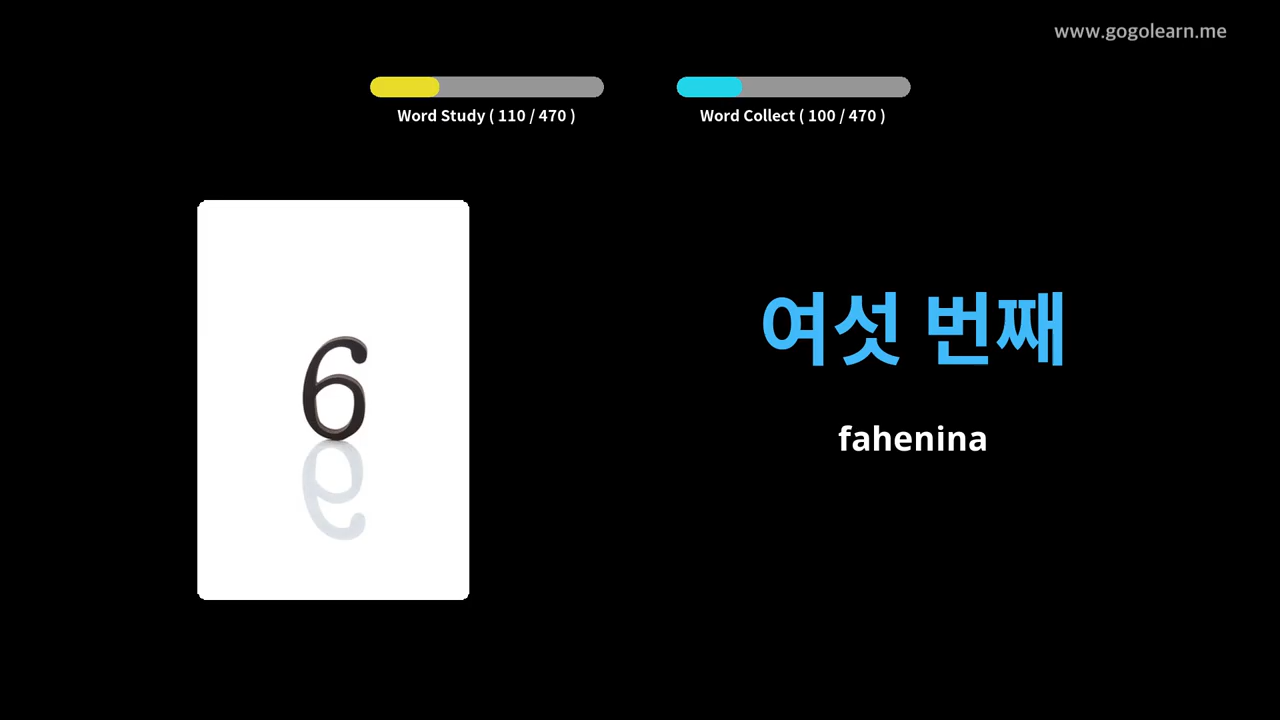 www.gogolearn.me
Word Study ( 110 / 470 )
Word Collect ( 100 / 470 )
6
여섯 번째
fahenina